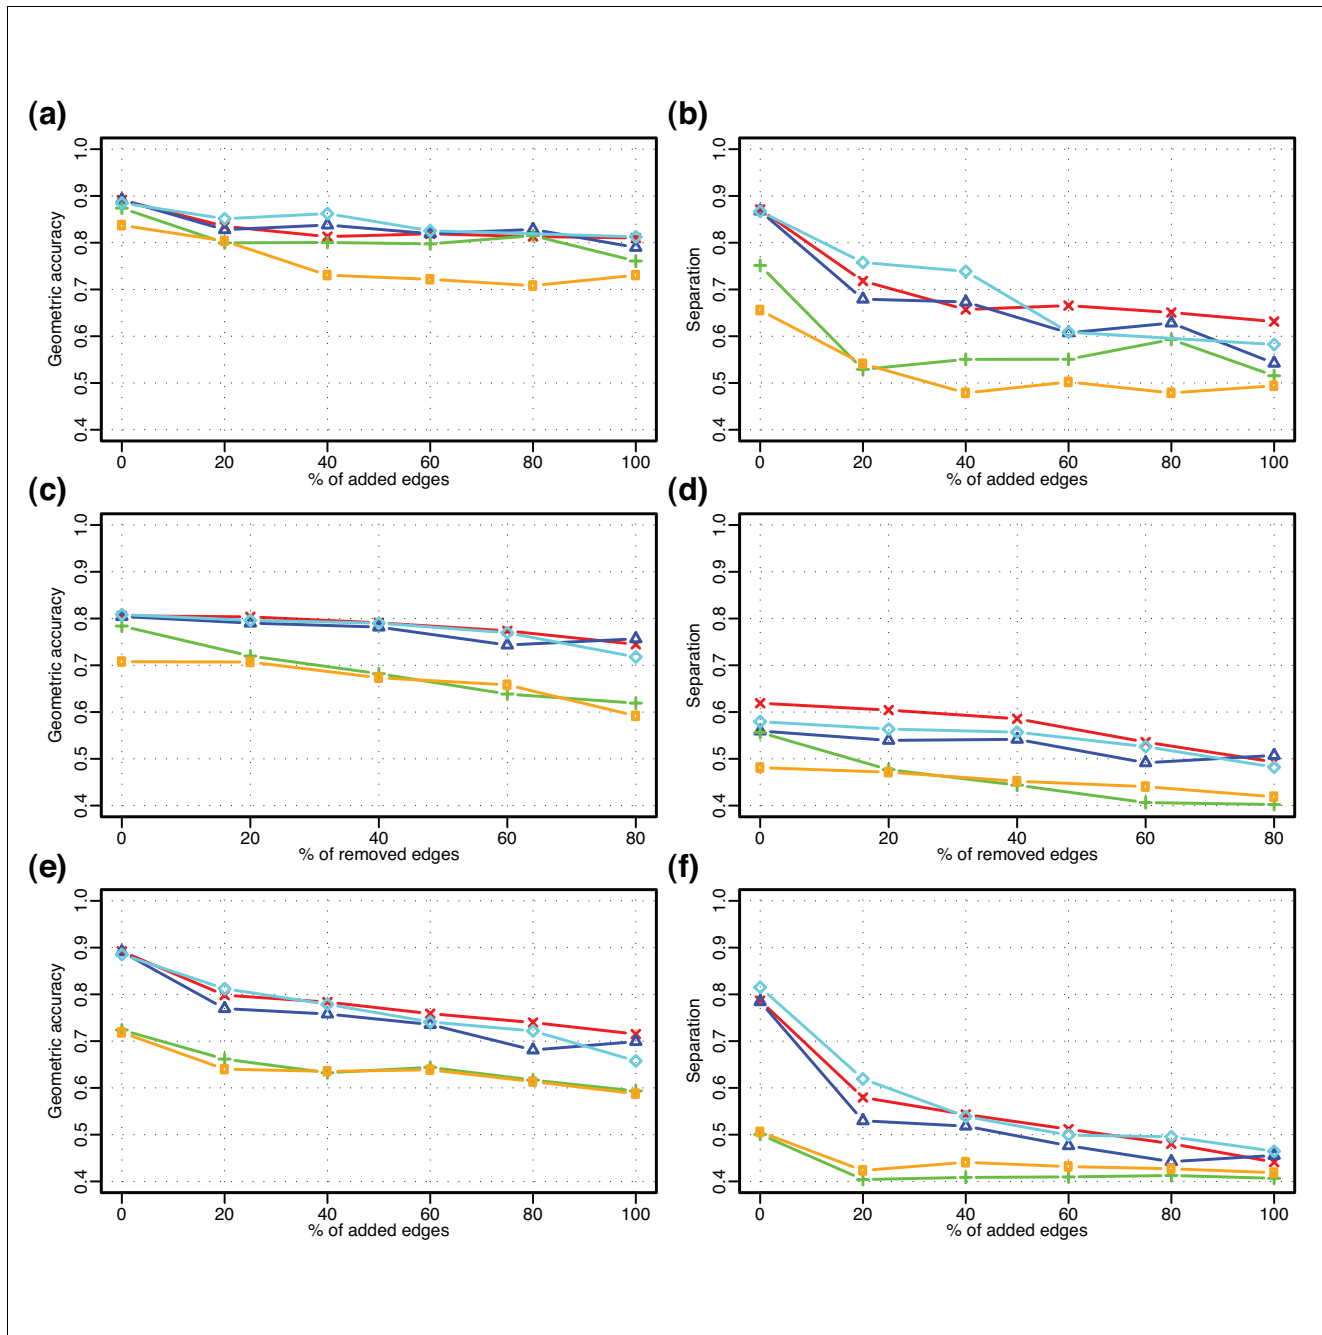 (a)
(b)
Geometric accuracy
0.4 0.5 0.6 0.7 0.8 0.9 1.0
0 20 40 60 80 100
% of added edges
Separation
0.4 0.5 0.6 0.7 0.8 0.9 1.0
0 20 40 60 80 100
% of added edges
(c)
(d)
Geometric accuracy
0.4 0.5 0.6 0.7 0.8 0.9 1.0
0 20 40 60 80
% of removed edges
Separation
0.4 0.5 0.6 0.7 0.8 0.9 1.0
0 20 40 60 80
% of removed edges
(e)
(f)
Geometric accuracy
0.4 0.5 0.6 0.7 0.8 0.9 1.0
0 20 40 60 80 100
% of added edges
Separation
0.4 0.5 0.6 0.7 0.8 0.9 1.0
0 20 40 60 80 100
% of added edges